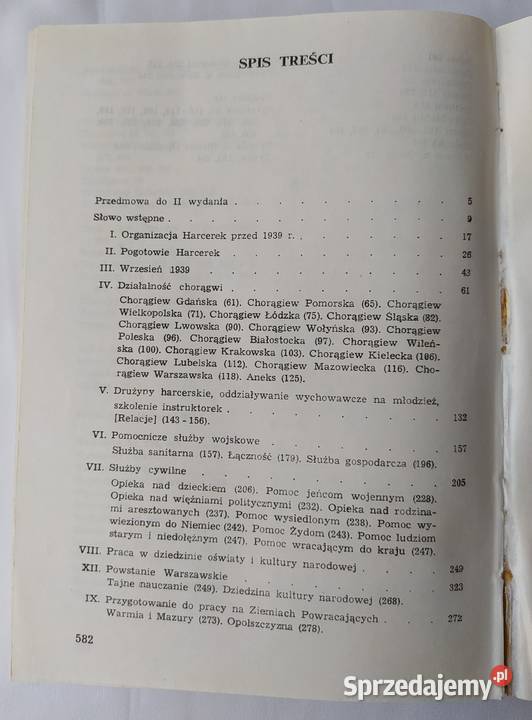 SPIS TREŚCI
Przedmowa do II wydania . . . . . . . . . 5
Słowo wstępne . . . . . . . . . . . 9
I. Organizacja Harcerek przed 1939 r. . . . . . . 17
II. Pogotowie Harcerek . . . . . . . . . 26
III. Wrzesień 1939 . . . . . . . . . . 43
IV. Działalność chorągwi . . . . . . . . . 61
Chorągiew Gdańska (61). Chorągiew Pomorska (65). Chorągiew
Wielkopolska (71). Chorągiew Łódzka (75). Chorągiew Śląska (82).
Chorągiew Lwowska (90). Chorągiew Wołyńska (93). Chorągiew
Poleska (96). Chorągiew Białostocka (97). Chorągiew Wileń-
ska (100). Chorągiew Krakowska (103). Chorągiew Kielecka (106).
Chorągiew Lubelska (112). Chorągiew Mazowiecka (116). Cho-
rągiew Warszawska (118). Aneks (125).
V. Drużyny harcerskie, oddziaływanie wychowawcze na młodzież,
szkolenie instruktorek . . . . . . . . . 132
[Relacje] (143 - 156).
VI. Pomocnicze służby wojskowe . . . . . . . 157
Służba sanitarna (157). Łączność (179). Służba gospodarcza (196).
VII. Służby cywilne . . . . . . . . . . 205
Opieka nad dzieckiem (206). Pomoc jeńcom wojennym (228).
Opieka nad więźniami politycznymi (232). Opieka nad rodzina-
mi aresztowanych (237). Pomoc wysiedlonym (238). Pomoc wy-
wiezionym do Niemiec (242). Pomoc Żydom (243). Pomoc ludziom
starym i niedołężnym (247). Pomoc wracającym do kraju (247).
VIII. Praca w dziedzinie oświaty i kultury narodowej . . . . 249
XII. Powstanie Warszawskie . . . . . . . . 323
Tajne nauczanie (249). Dziedzina kultury narodowej (268).
IX. Przygotowanie do pracy na Ziemiach Powracających . . . 272
Warmia i Mazury (273). Opolszczyzna (278).
582
Sprzedajemy.pl